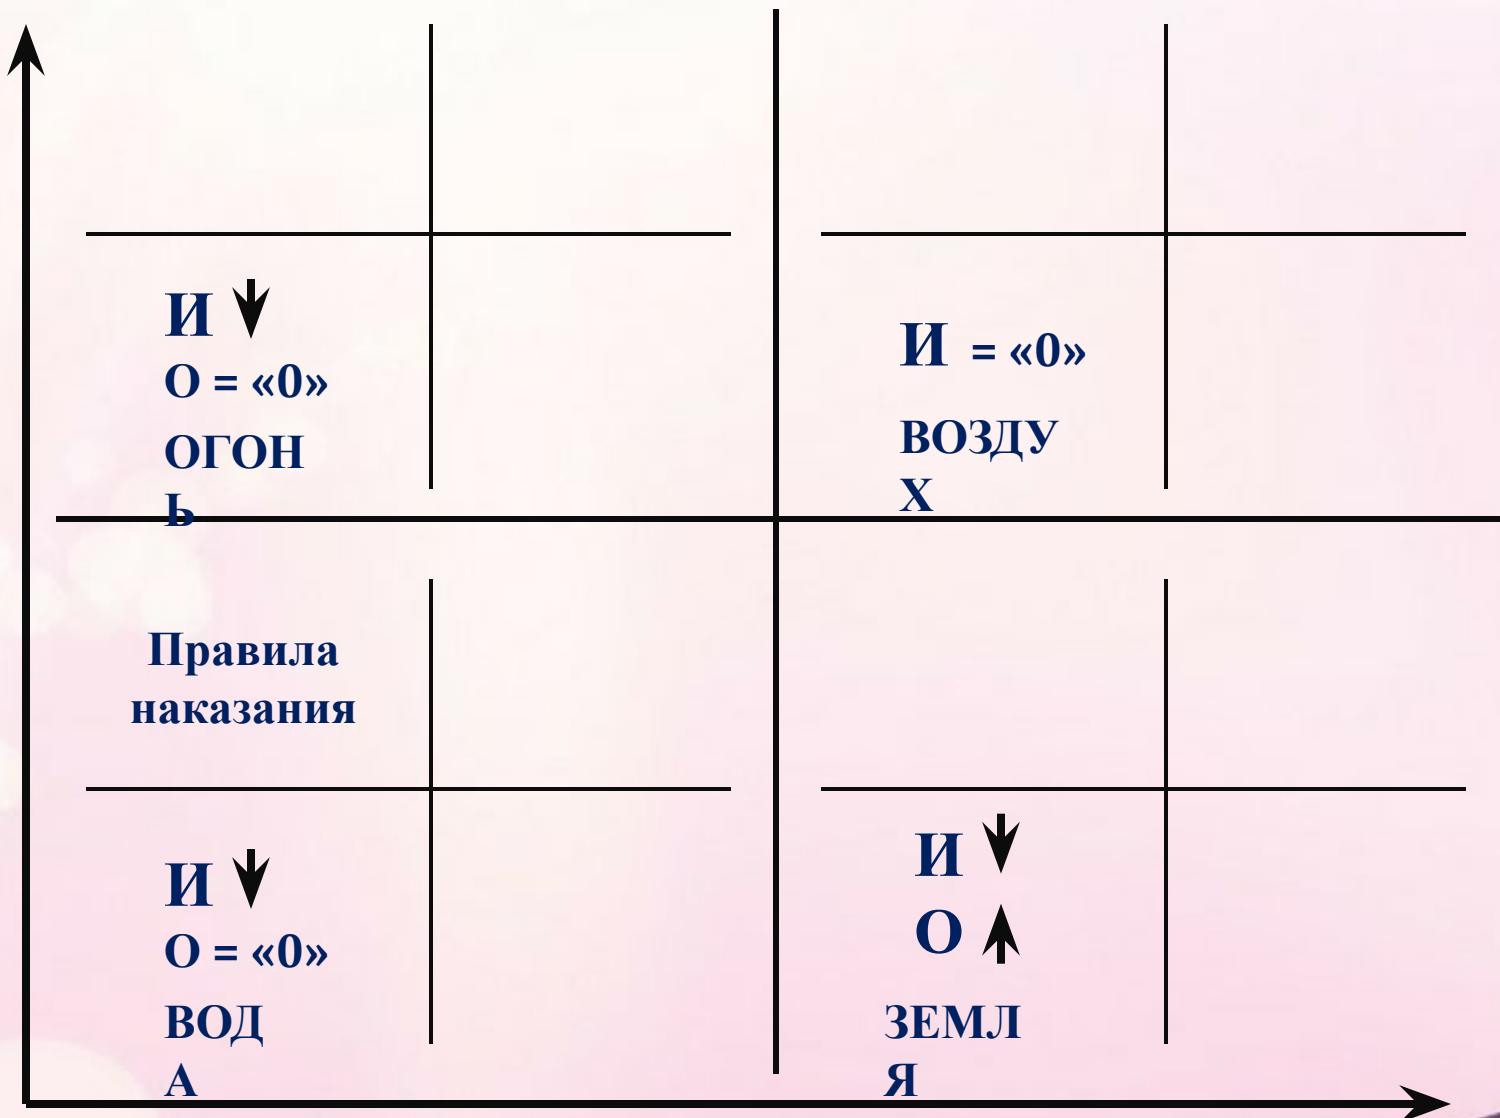 И
О = «0»
ОГОН
Ь
И = «0»
ВОЗДУ
Х
Правила
наказания
И
О = «0»
ВОД
А
И
О
ЗЕМЛ
Я